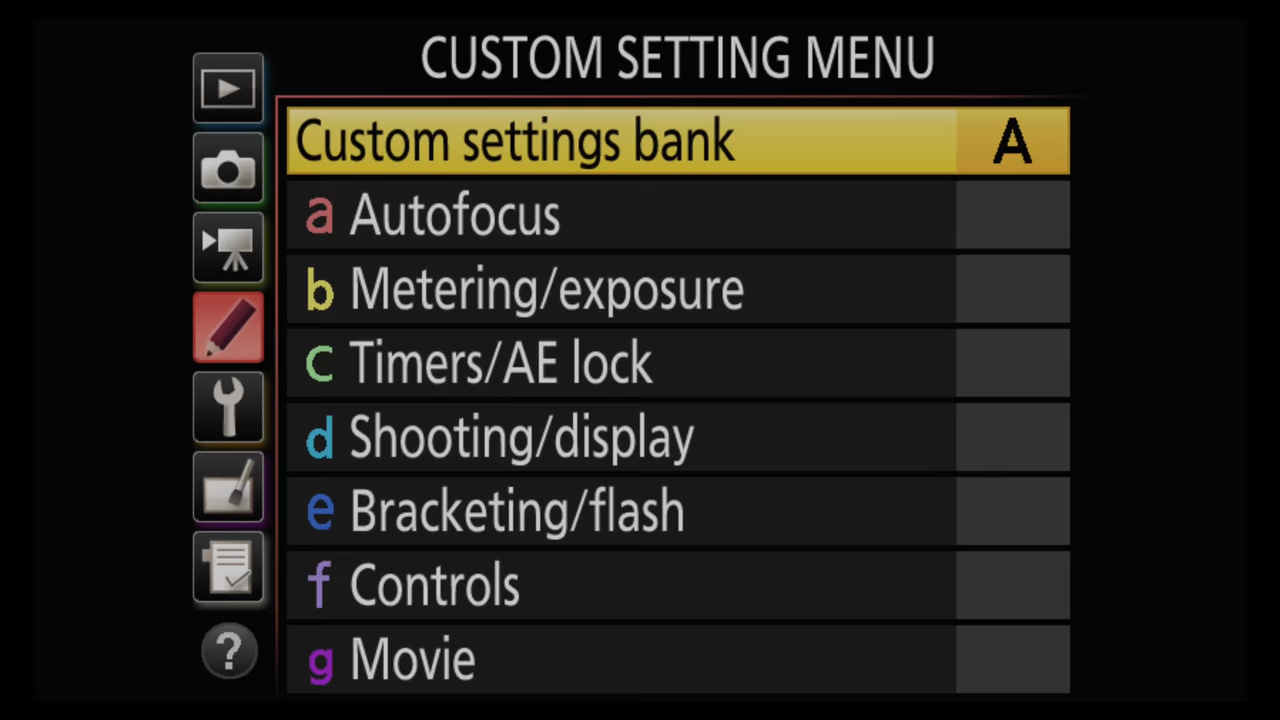 CUSTOM SETTING MENU
Custom settings bank A
a Autofocus
b Metering/exposure
c Timers/AE lock
d Shooting/display
e Bracketing/flash
f Controls
g Movie
?